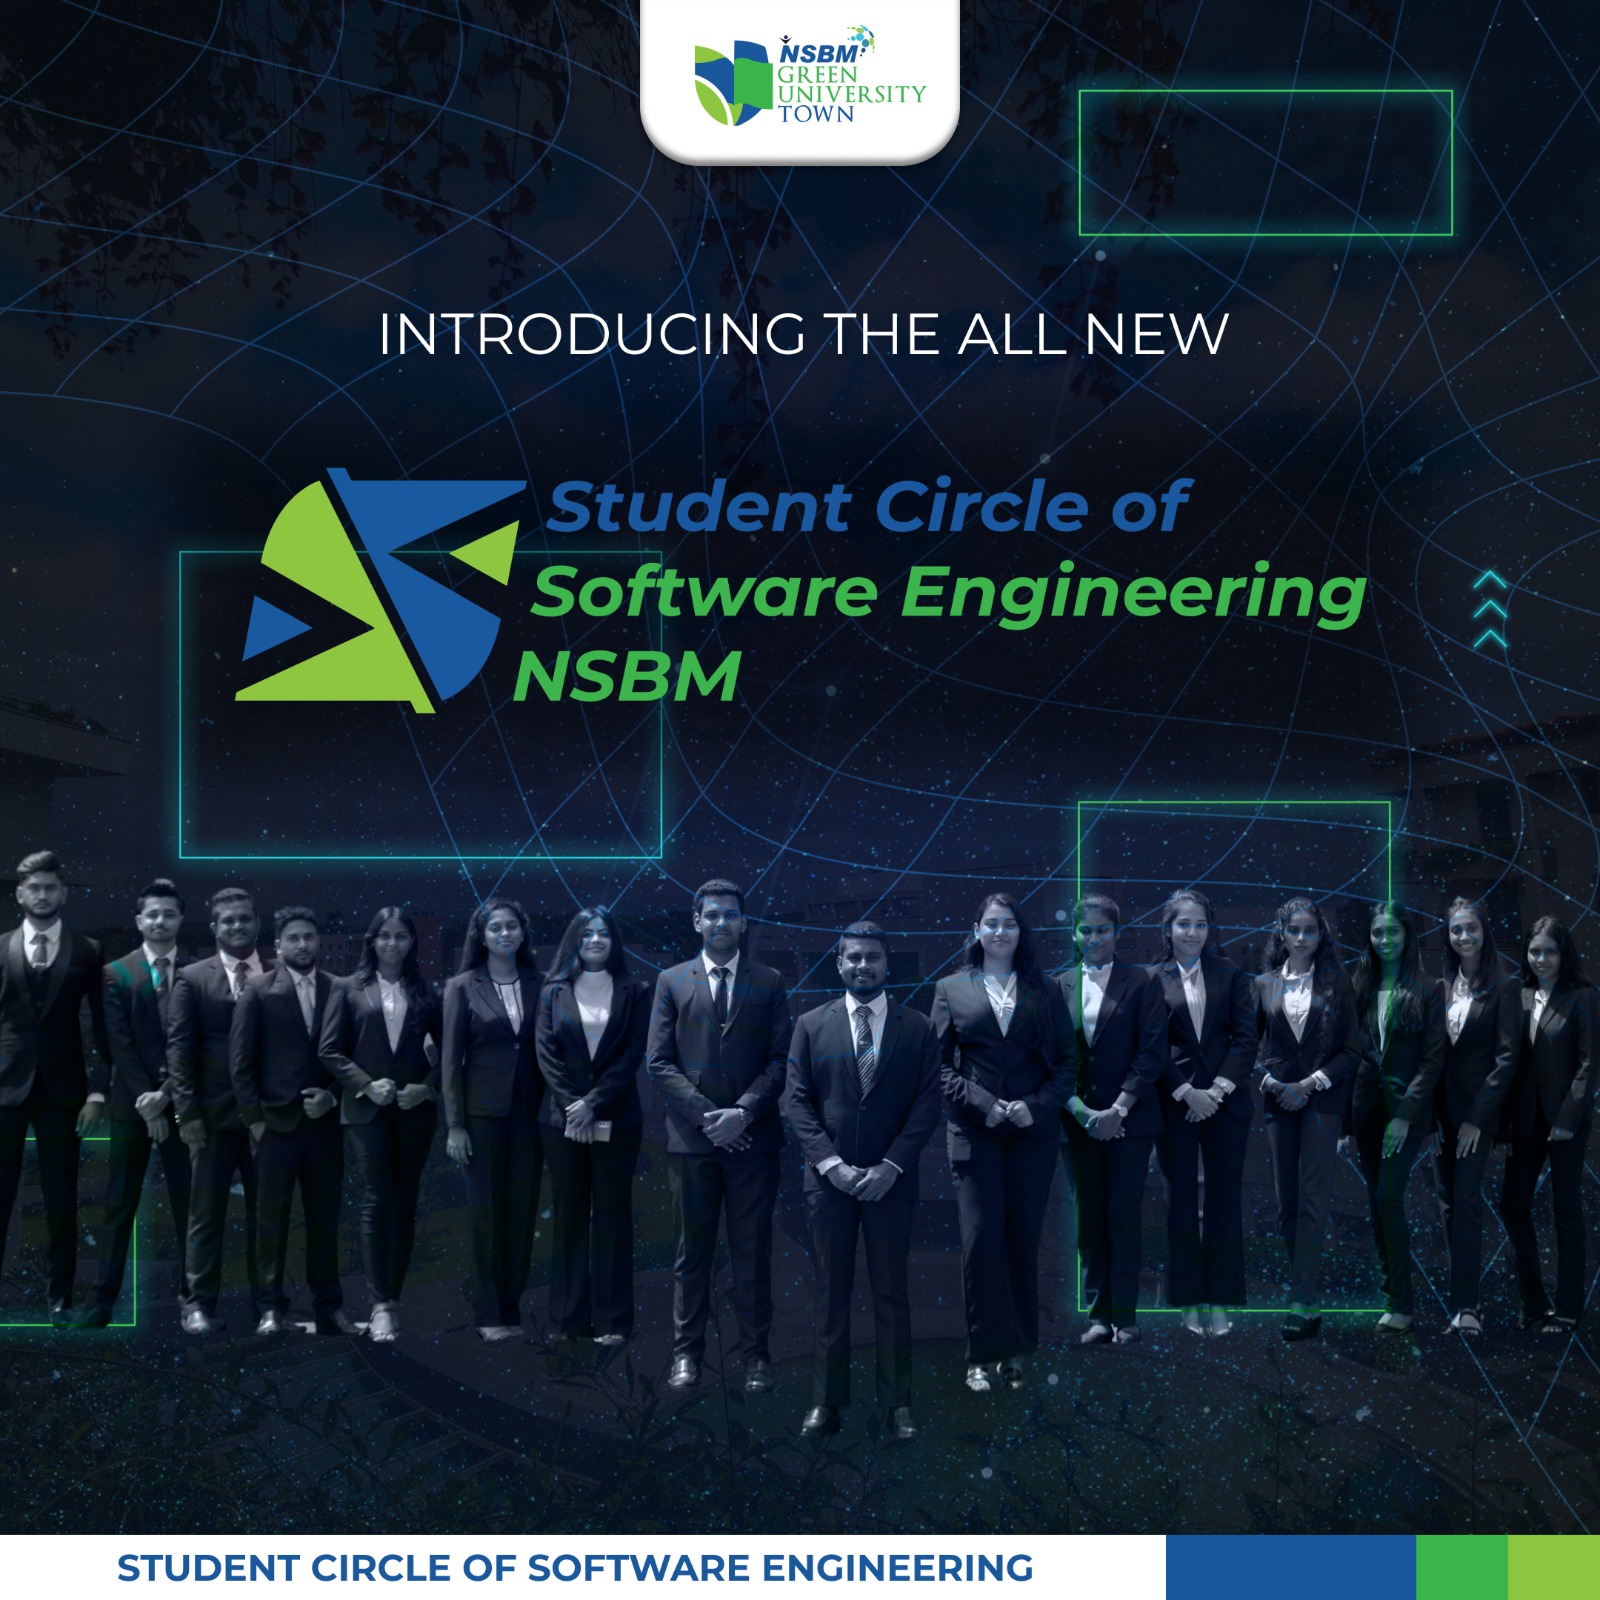 NSBM
GREEN
UNIVERSITY
TOWN
INTRODUCING THE ALL NEW
Student Circle of
Software Engineering
NSBM
STUDENT CIRCLE OF SOFTWARE ENGINEERING